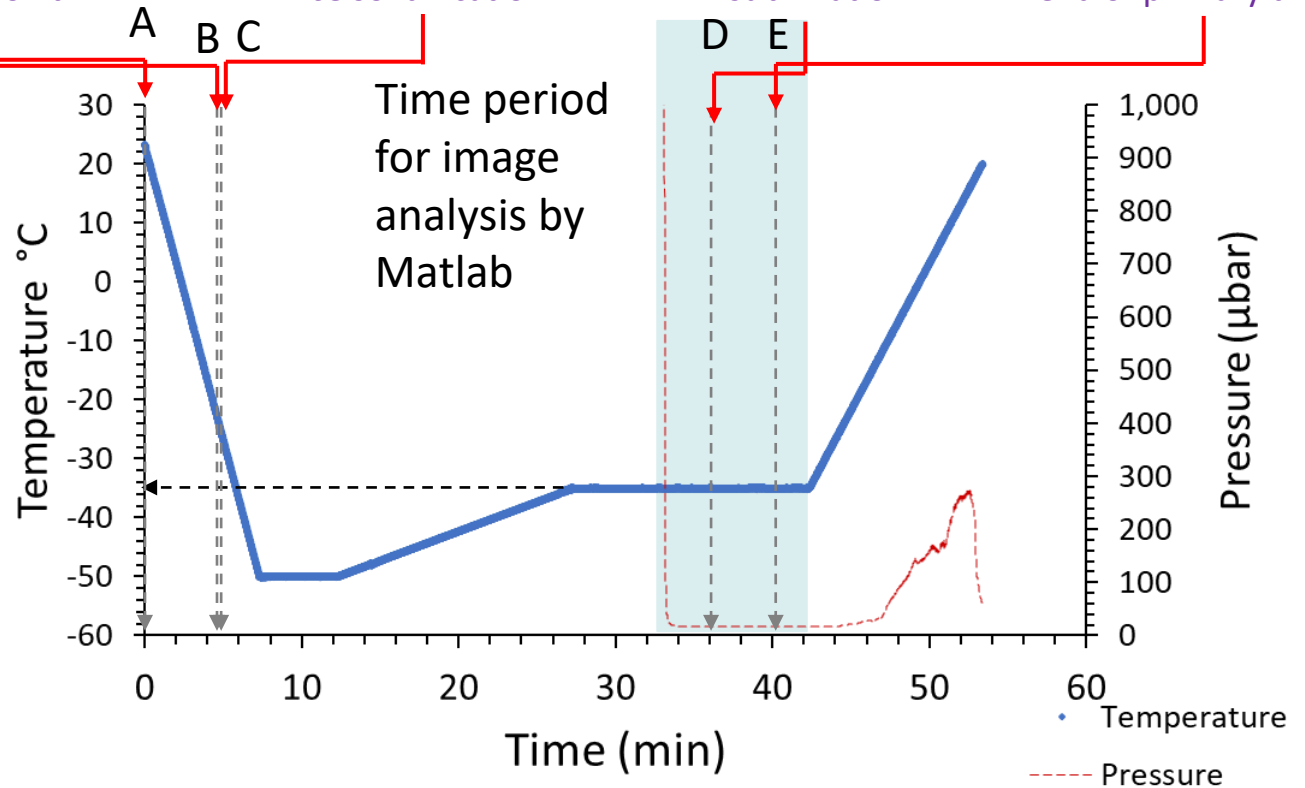 A
B
C
D
E
Time period
for image
analysis by
Matlab
30
20
10
0
-10
-20
-30
-40
-50
-60
Temperature °C
1,000
900
800
700
600
500
400
300
200
100
0
Pressure (μbar)
0 10 20 30 40 50 60
Time (min)
Temperature
Pressure